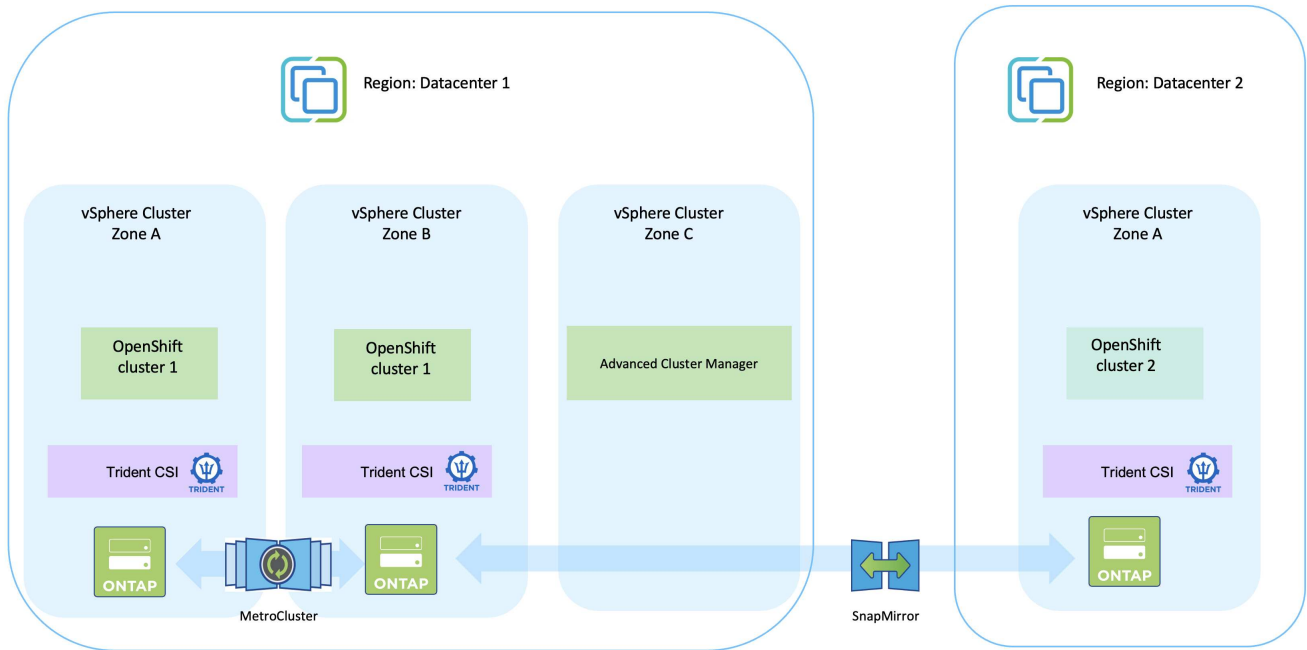 Region: Datacenter 1
Region: Datacenter 2
vSphere Cluster
Zone A
vSphere Cluster
Zone B
vSphere Cluster
Zone C
vSphere Cluster
Zone A
OpenShift
cluster 1
OpenShift
cluster 1
Advanced Cluster Manager
OpenShift
cluster 2
Trident CSI
TRIDENT
Trident CSI
TRIDENT
Trident CSI
TRIDENT
ONTAP
MetroCluster
ONTAP
SnapMirror
ONTAP